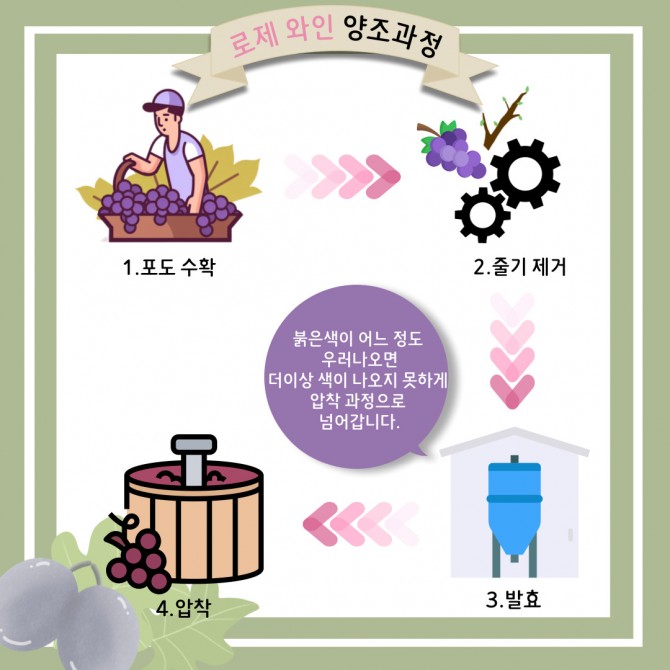 로제 와인 양조과정
1.포도 수확
2.줄기 제거
붉은색이 어느 정도
우러나오면
더이상 색이 나오지 못하게
압착 과정으로
넘어갑니다.
3.발효
4.압착